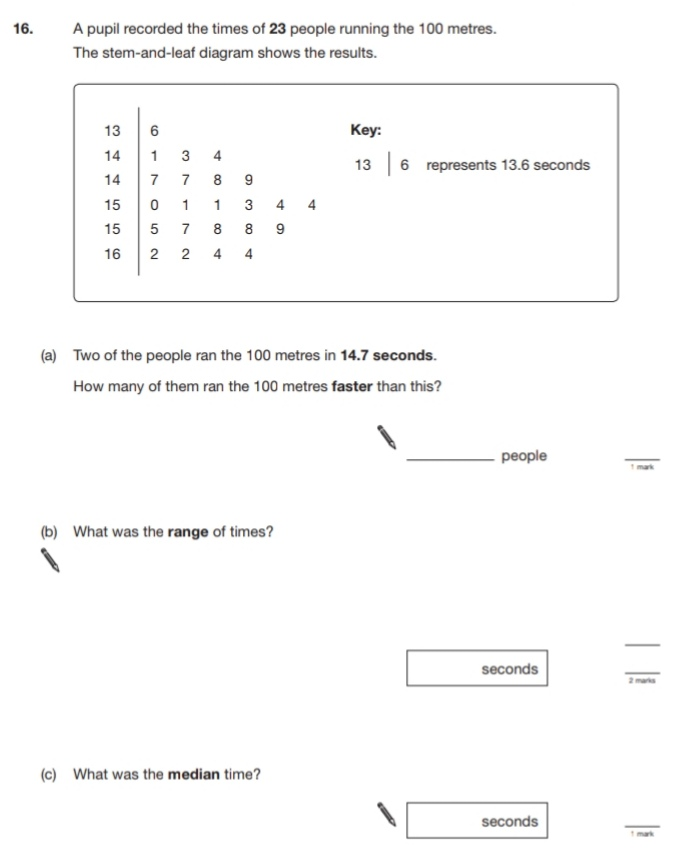 16. A pupil recorded the times of 23 people running the 100 metres.
The stem-and-leaf diagram shows the results.
13 6
Key:
14 1 3 4
13 6 represents 13.6 seconds
14 7 7 8 9
15 0 1 1 3 4 4
15 5 7 8 8 9
16 2 2 4 4
(a) Two of the people ran the 100 metres in 14.7 seconds.
How many of them ran the 100 metres faster than this?
people
1 mark
(b) What was the range of times?
seconds
2 marks
(c) What was the median time?
seconds
1 mark